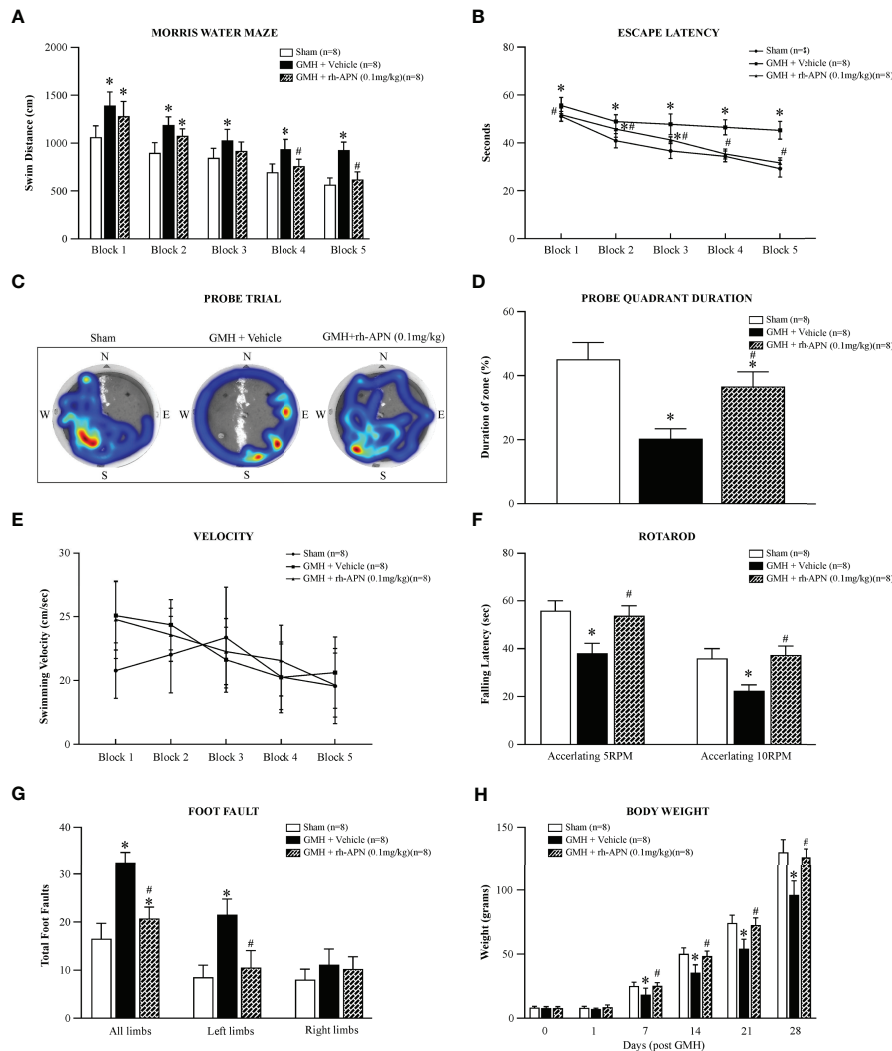 A
MORRIS WATER MAZE
Sham (n=8)
GMH + Vehicle (n=8)
GMH + rh-APN (0.1mg/kg)(n=8)
Swim Distance (cm)
2000
1500
1000
500
0
* * * * * * * # * #
Block 1 Block 2 Block 3 Block 4 Block 5
B
ESCAPE LATENCY
Sham (n=8)
GMH + Vehicle (n=8)
GMH + rh-APN (0.1mg/kg)(n=8)
Seconds
80
60
40
20
0
* * * * *
# *# *# # #
Block 1 Block 2 Block 3 Block 4 Block 5
C
PROBE TRIAL
Sham GMH + Vehicle GMH+rh-APN (0.1mg/kg)
N N N
W E W E W E
S S S
D
PROBE QUADRANT DURATION
Sham (n=8)
GMH + Vehicle (n=8)
GMH + rh-APN (0.1mg/kg)(n=8)
Duration of zone (%)
60
40
20
0
*
#
*
E
VELOCITY
Sham (n=8)
GMH + Vehicle (n=8)
GMH + rh-APN (0.1mg/kg)(n=8)
Swimming Velocity (cm/sec)
30
25
20
0
Block 1 Block 2 Block 3 Block 4 Block 5
F
ROTAROD
Sham (n=8)
GMH + Vehicle (n=8)
GMH + rh-APN (0.1mg/kg)(n=8)
Falling Latency (sec)
80
60
40
20
0
* # * #
Accerlating 5RPM Accerlating 10RPM
G
FOOT FAULT
Sham (n=8)
GMH + Vehicle (n=8)
GMH + rh-APN (0.1mg/kg)(n=8)
Total Foot Faults
40
30
20
10
0
*
#
*
* #
All limbs Left limbs Right limbs
H
BODY WEIGHT
Sham (n=8)
GMH + Vehicle (n=8)
GMH + rh-APN (0.1mg/kg)(n=8)
Weight (grams)
150
100
50
0
* # * # * # * #
0 1 7 14 21 28
Days (post GMH)